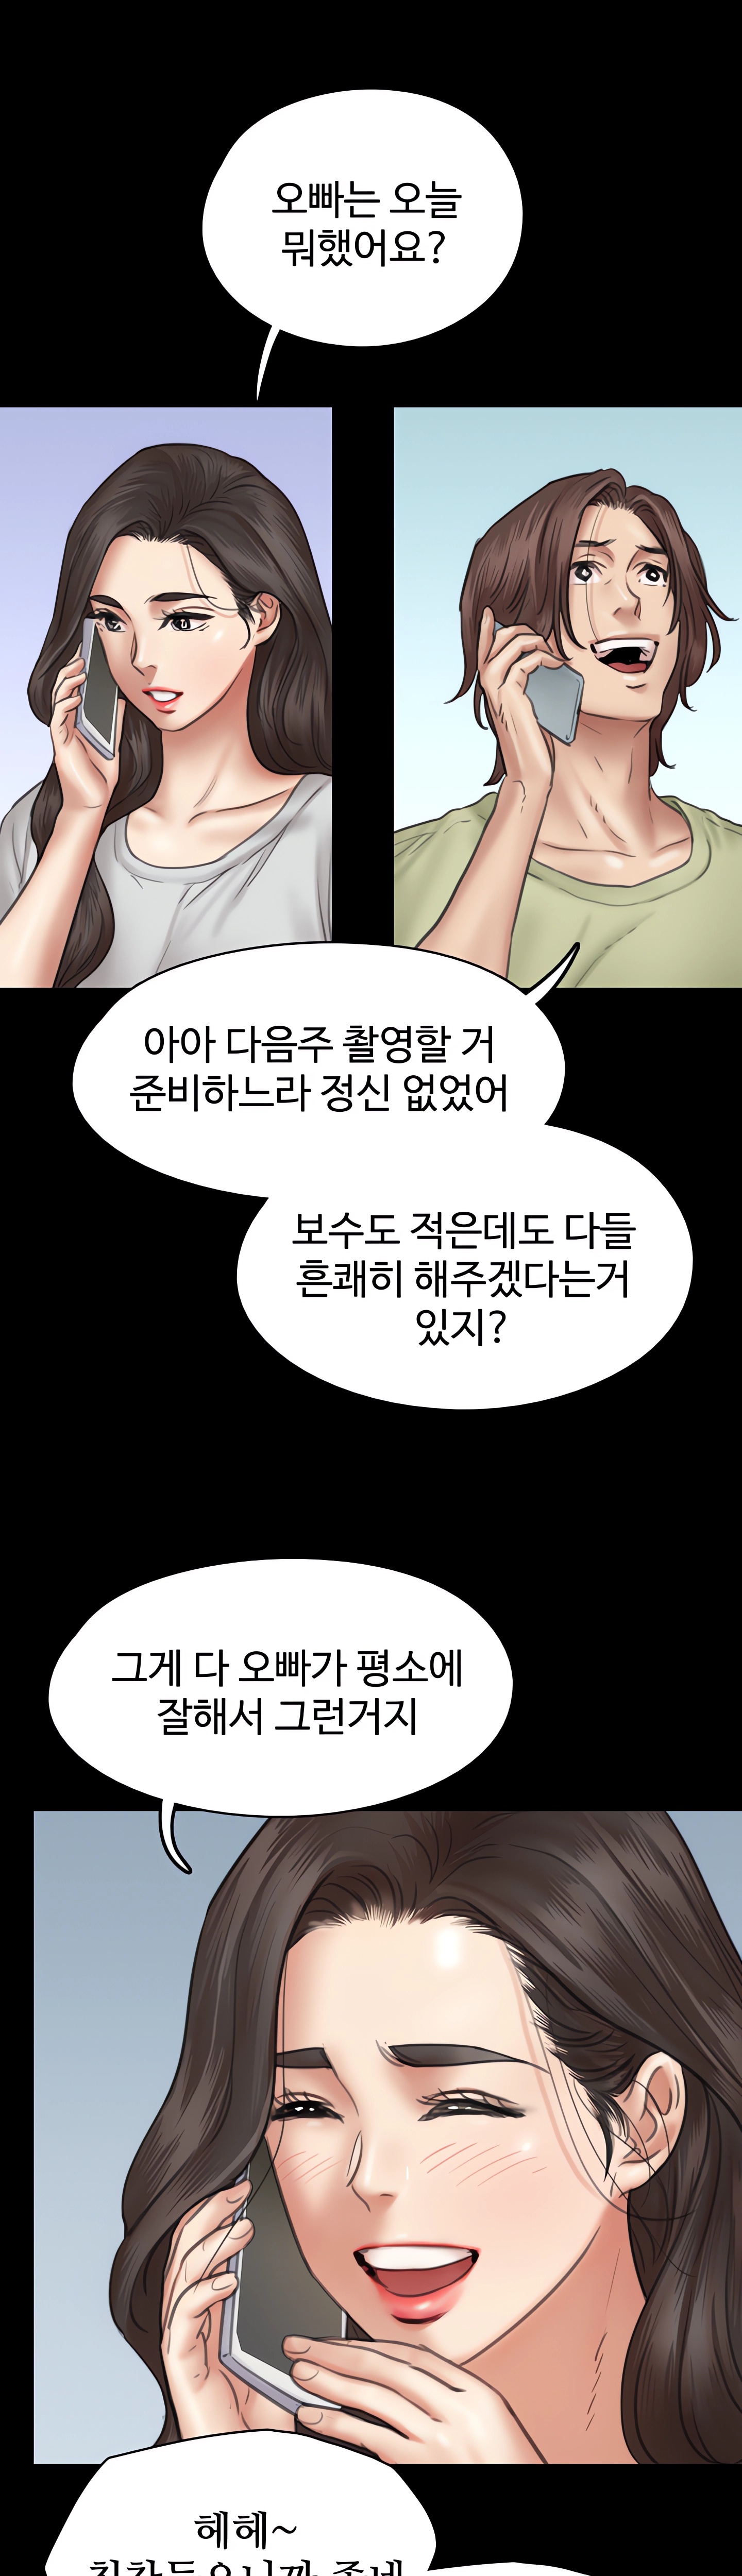 오빠는 오늘
뭐했어요?
아아 다음주 촬영할 거
준비하느라 정신 없었어
보수도 적은데도 다들
흔쾌히 해주겠다는거
있지?
그게 다 오빠가 평소에
잘해서 그런거지
헤헤~